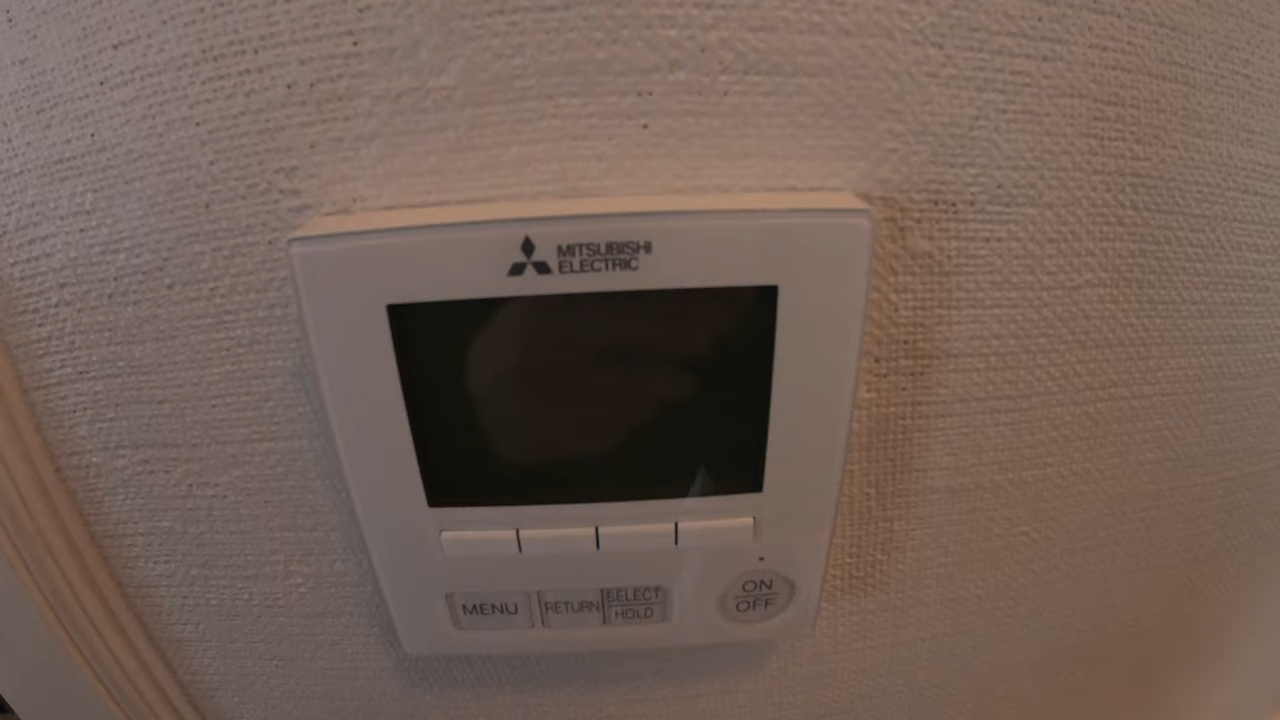 MITSUBISHI
ELECTRIC
MENU
RETURN
SELECT
HOLD
ON
OFF